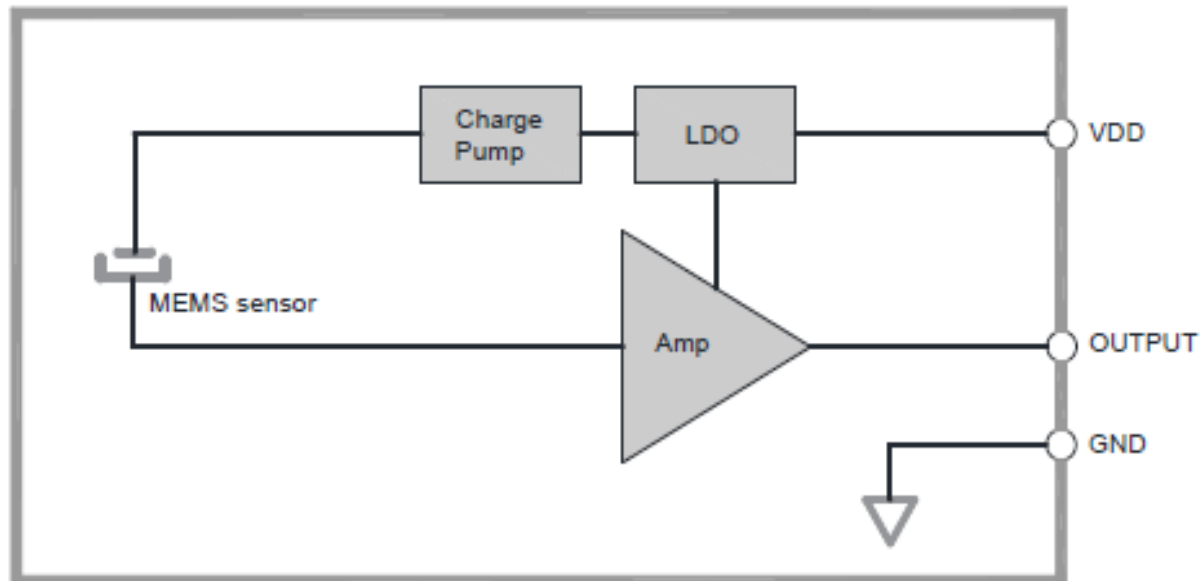 Charge
Pump
LDO
VDD
MEMS sensor
Amp
OUTPUT
GND